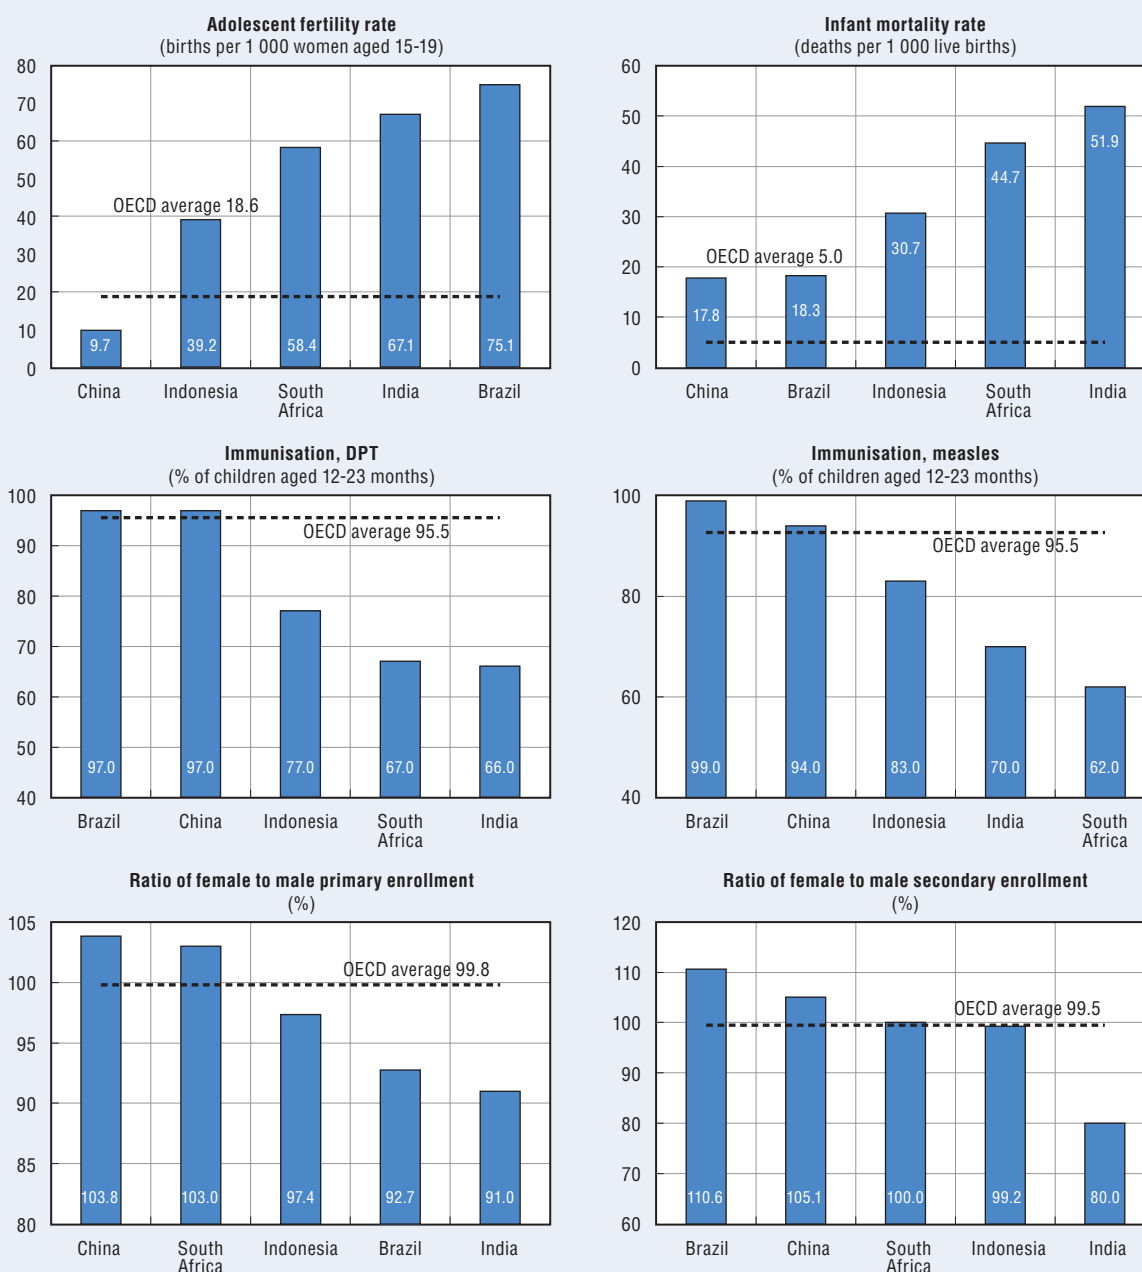 Adolescent fertility rate
(births per 1 000 women aged 15-19)
80
70
60
50
40
30
20
10
0
OECD average 18.6
9.7
39.2
58.4
67.1
75.1
China
Indonesia
South
Africa
India
Brazil
Infant mortality rate
(deaths per 1 000 live births)
60
50
40
30
20
10
0
OECD average 5.0
17.8
18.3
30.7
44.7
51.9
China
Brazil
Indonesia
South
Africa
India
Immunisation, DPT
(% of children aged 12-23 months)
100
90
80
70
60
50
40
OECD average 95.5
97.0
97.0
77.0
67.0
66.0
Brazil
China
Indonesia
South
Africa
India
Immunisation, measles
(% of children aged 12-23 months)
100
80
60
40
OECD average 95.5
99.0
94.0
83.0
70.0
62.0
Brazil
China
Indonesia
India
South
Africa
Ratio of female to male primary enrollment
(%)
105
100
95
90
85
80
OECD average 99.8
103.8
103.0
97.4
92.7
91.0
China
South
Africa
Indonesia
Brazil
India
Ratio of female to male secondary enrollment
(%)
120
110
100
90
80
70
60
OECD average 99.5
110.6
105.1
100.0
99.2
80.0
Brazil
China
South
Africa
Indonesia
India